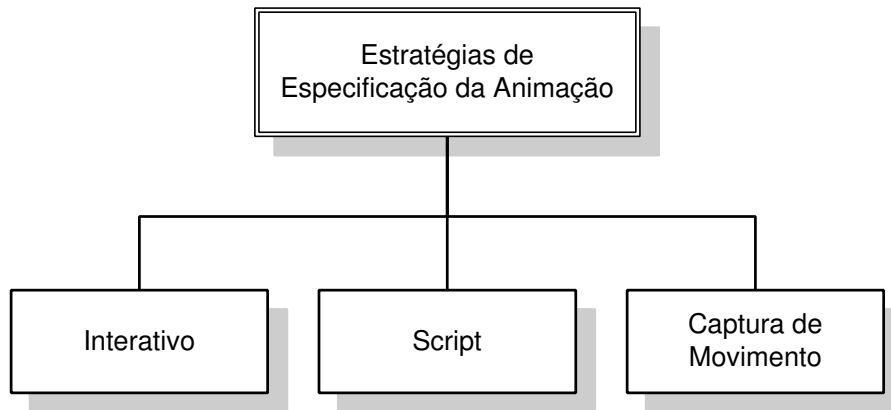 Estratégias de
Especificação da Animação
Interativo
Script
Captura de
Movimento